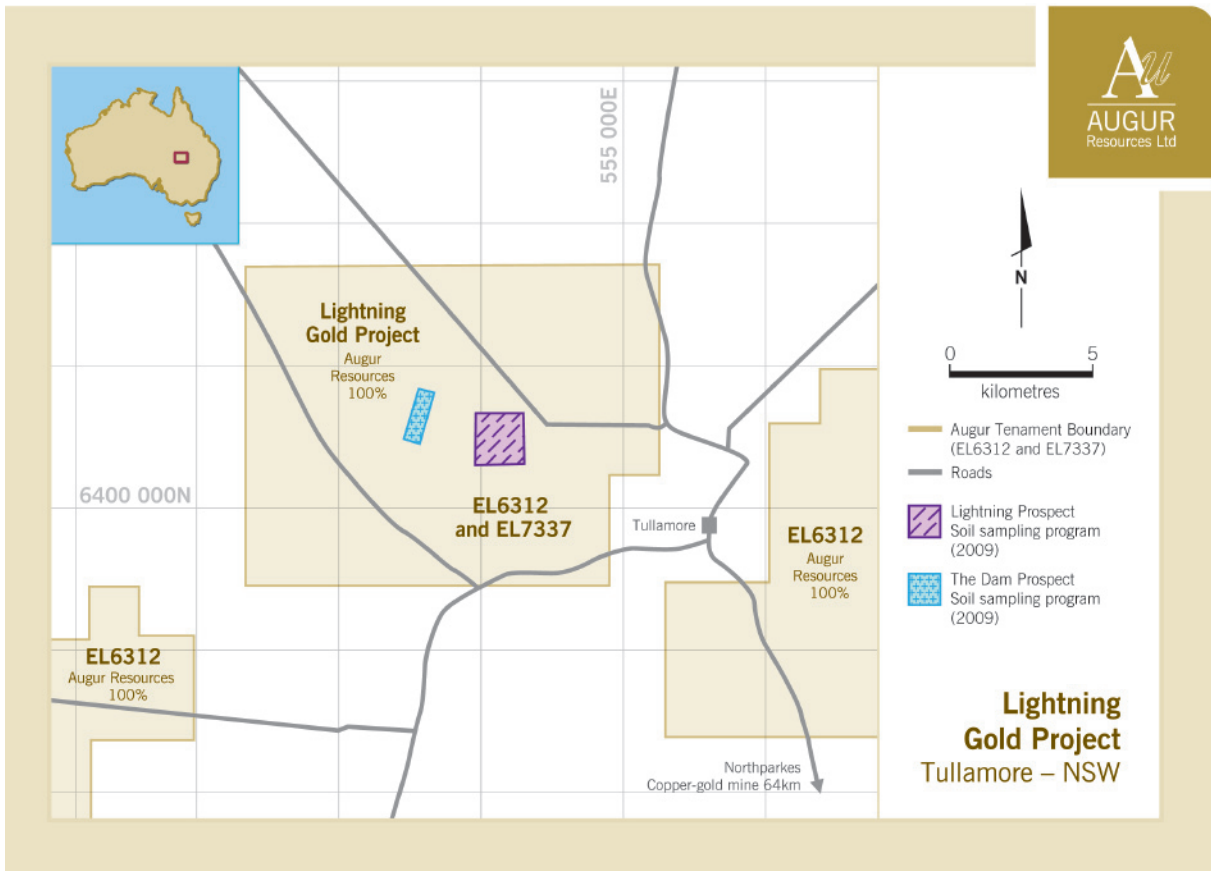 Au
AUGUR
Resources Ltd
555 000E
Lightning
Gold Project
Augur
Resources
100%
6400 000N
EL6312
and EL7337
Tullamore
EL6312
Augur
Resources
100%
EL6312
Augur Resources
100%
Northparkes
Copper-gold mine 64km
N
0 5
kilometres
Augur Tenament Boundary
(EL6312 and EL7337)
Roads
Lightning Prospect
Soil sampling program
(2009)
The Dam Prospect
Soil sampling program
(2009)
Lightning
Gold Project
Tullamore – NSW